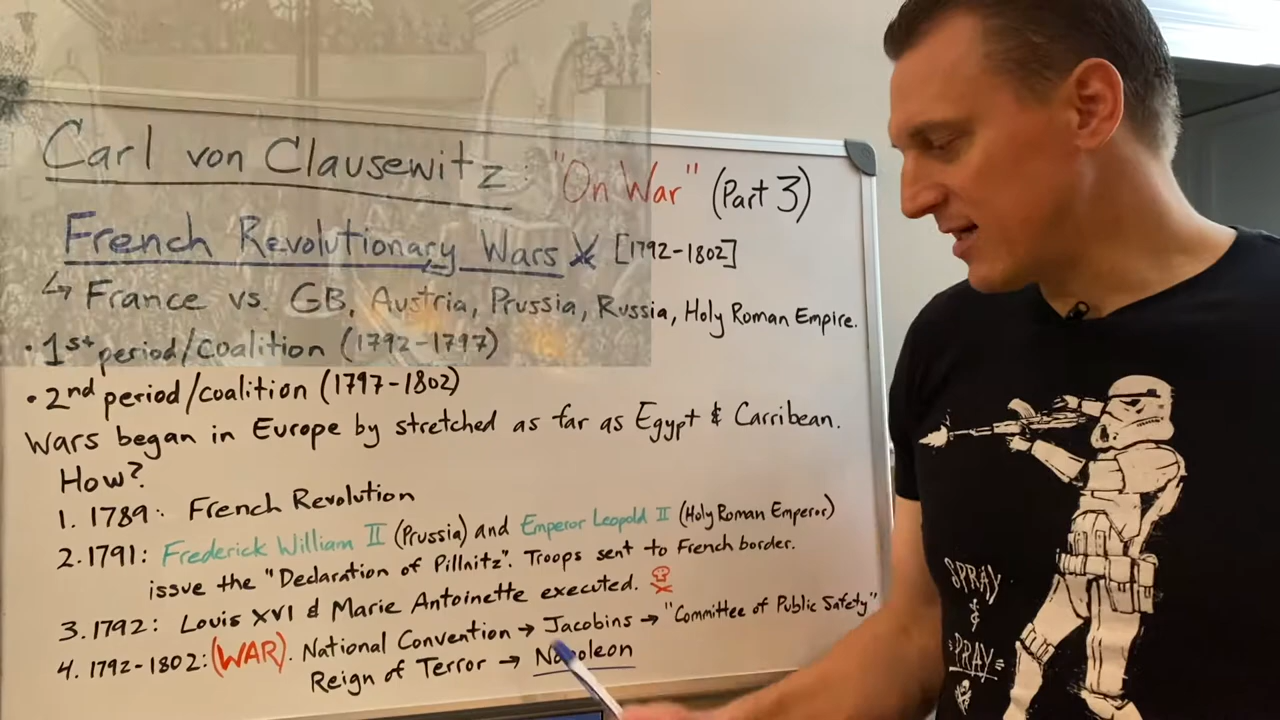 Carl von Clausewitz: "On War" (Part 3)
French Revolutionary Wars [1792-1802]
↳ France vs. GB, Austria, Prussia, Russia, Holy Roman Empire.
• 1st period/coalition (1792-1797)
• 2nd period/coalition (1797-1802)
Wars began in Europe by stretched as far as Egypt & Carribean.
How?
1. 1789: French Revolution
2. 1791: Frederick William II (Prussia) and Emperor Leopold II (Holy Roman Emperor)
issue the "Declaration of Pillnitz". Troops sent to French border.
3. 1792: Louis XVI & Marie Antoinette executed.
4. 1792-1802: (WAR). National Convention → Jacobins → "Committee of Public Safety"
Reign of Terror → Napoleon
SPRAY
&
PRAY